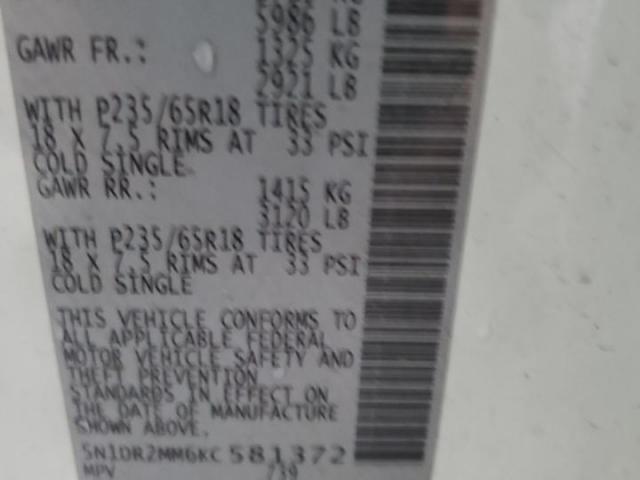 5986 LB
GAWR FR.: 1325 KG
2921 LB
WITH P235/65R18 TIRES
18 X 7.5 RIMS AT 33 PSI
COLD SINGLE
GAWR RR.: 1415 KG
3120 LB
WITH P235/65R18 TIRES
18 X 7.5 RIMS AT 33 PSI
COLD SINGLE
THIS VEHICLE CONFORMS TO
ALL APPLICABLE FEDERAL
MOTOR VEHICLE SAFETY AND
THEFT PREVENTION
STANDARDS IN EFFECT ON
THE DATE OF MANUFACTURE
SHOWN ABOVE.
5N1DR2MM6KC581372
MPV